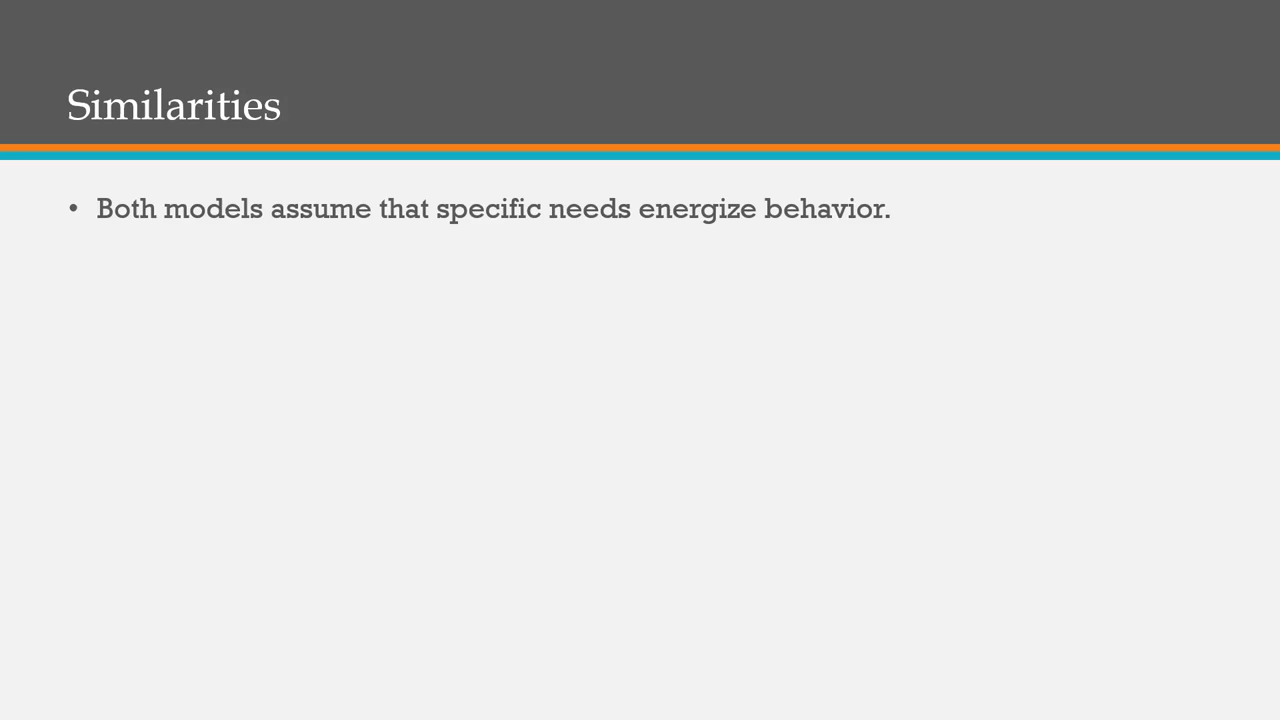 Similarities
• Both models assume that specific needs energize behavior.